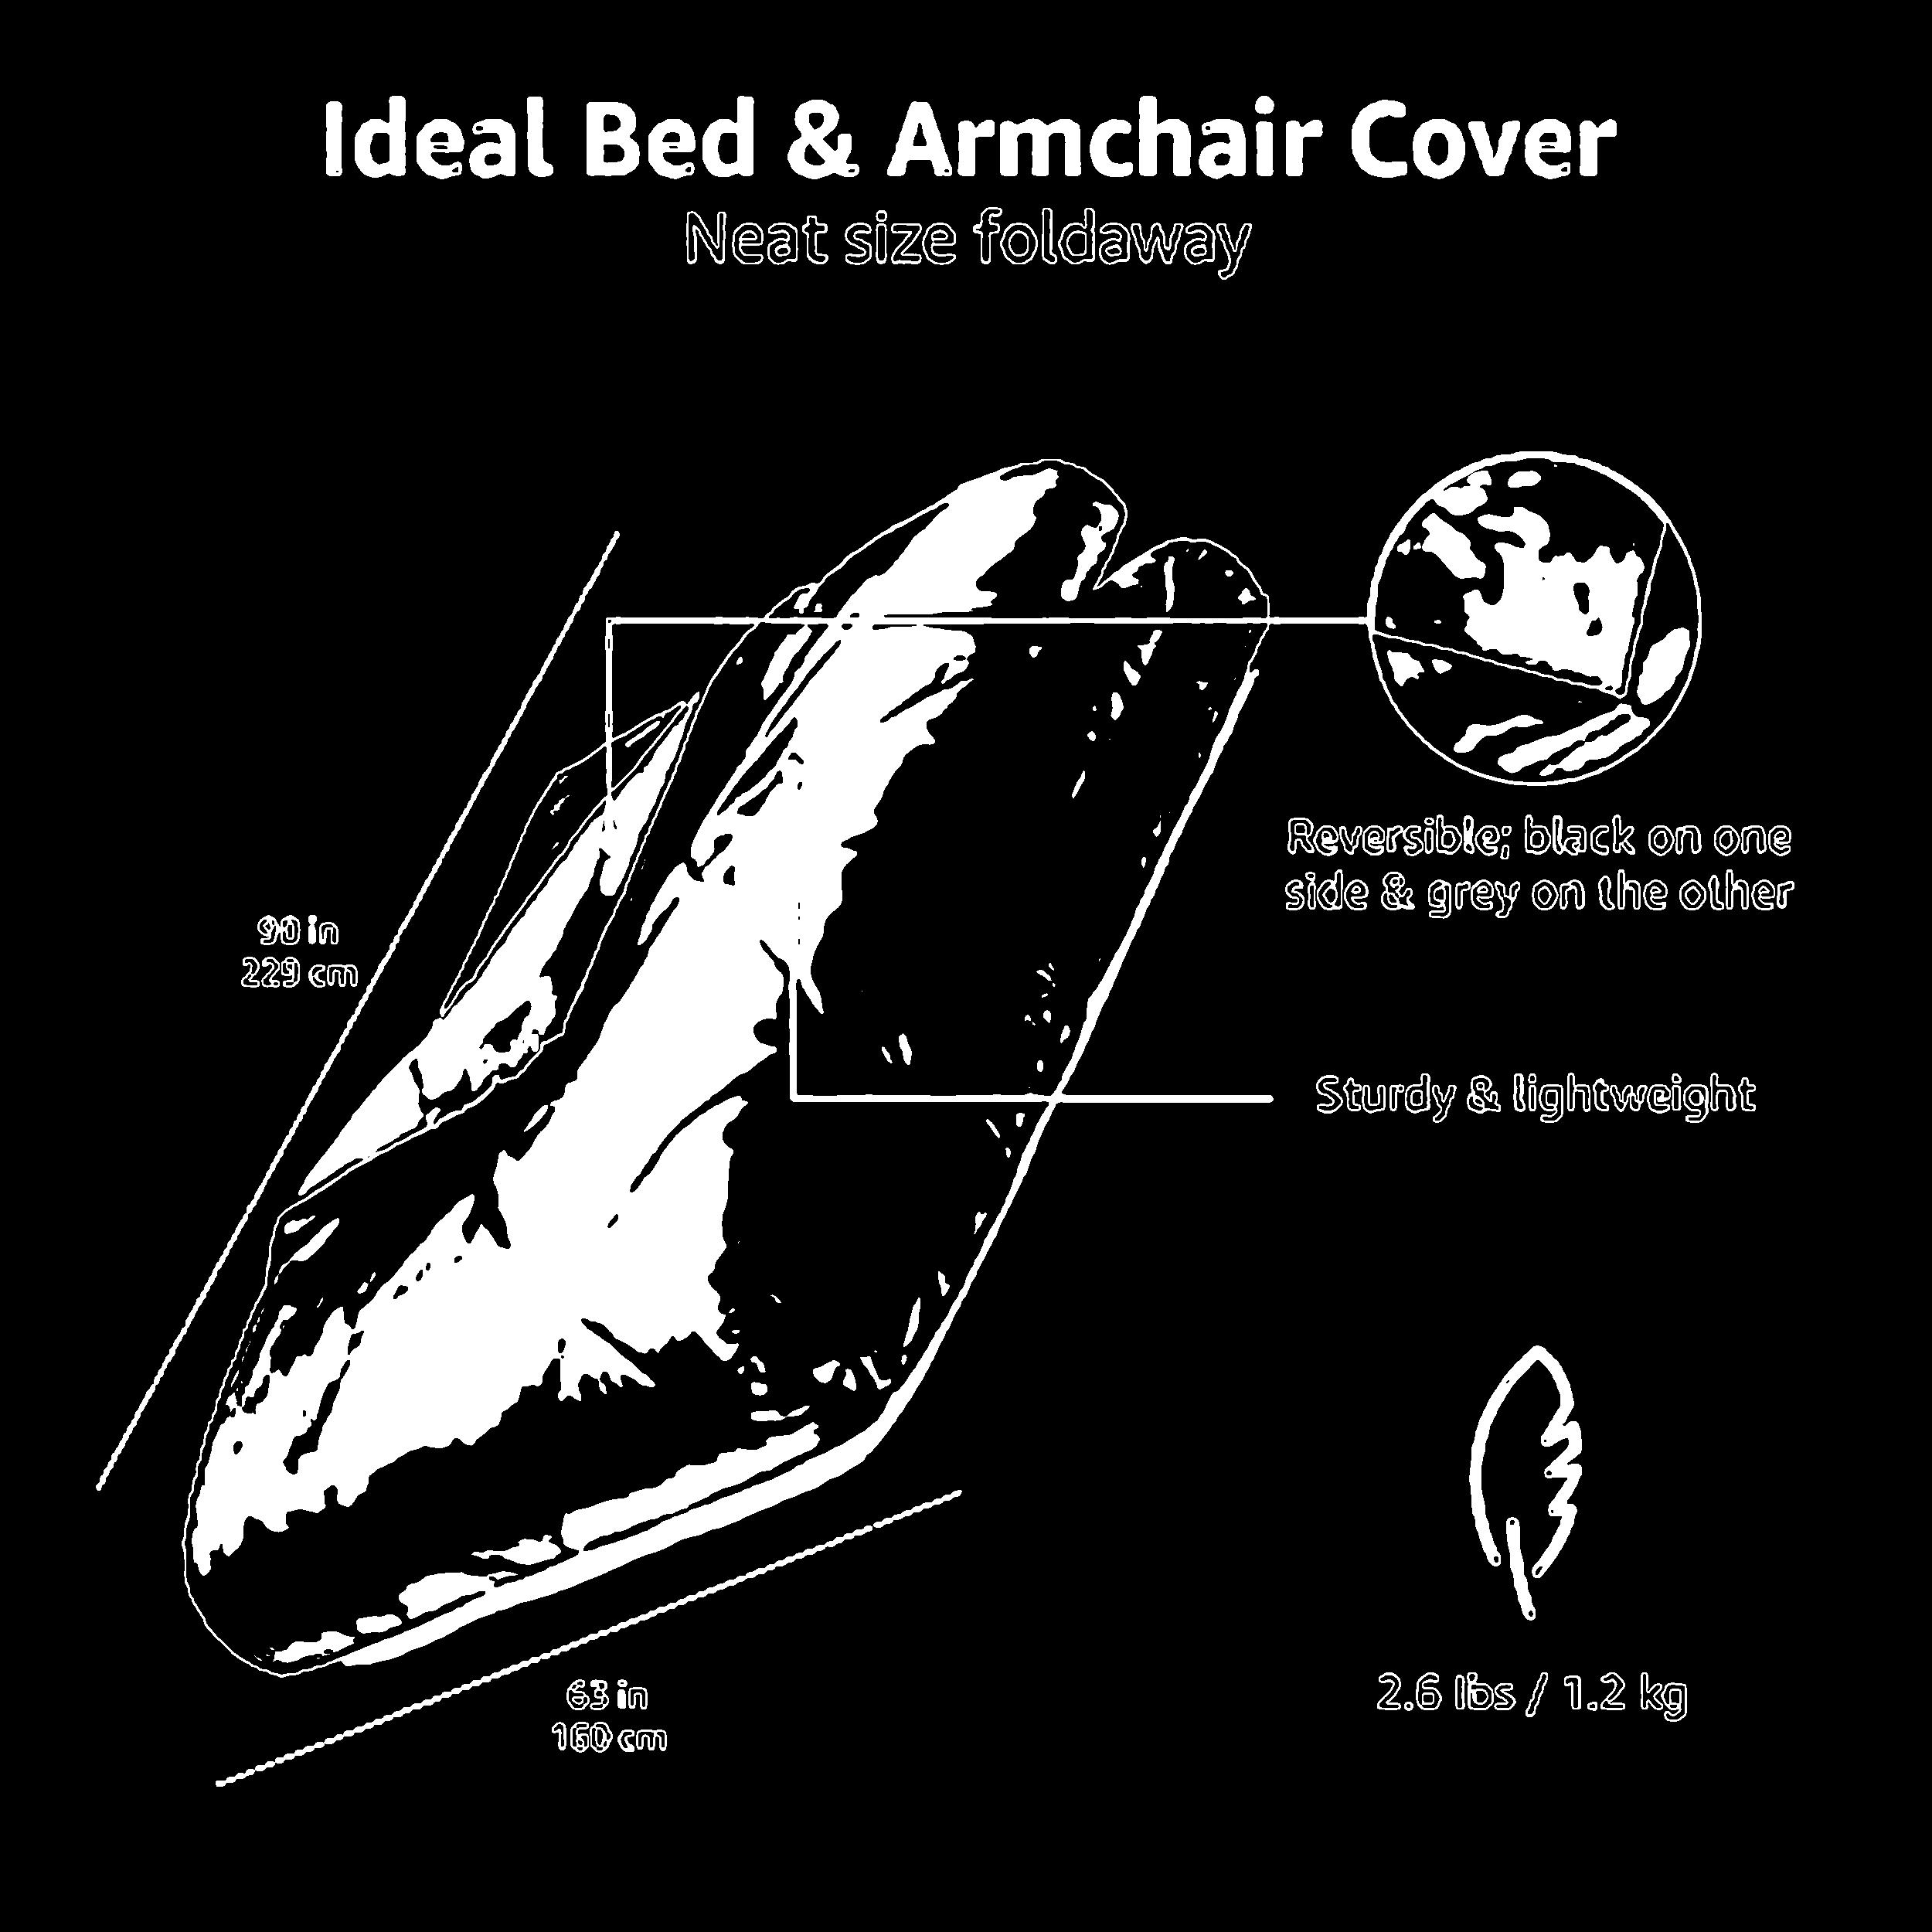 Ideal Bed & Armchair Cover
Neat size foldaway
Reversible; black on one
side & grey on the other
90 in
229 cm
Sturdy & lightweight
63 in
160 cm
2.6 lbs / 1.2 kg